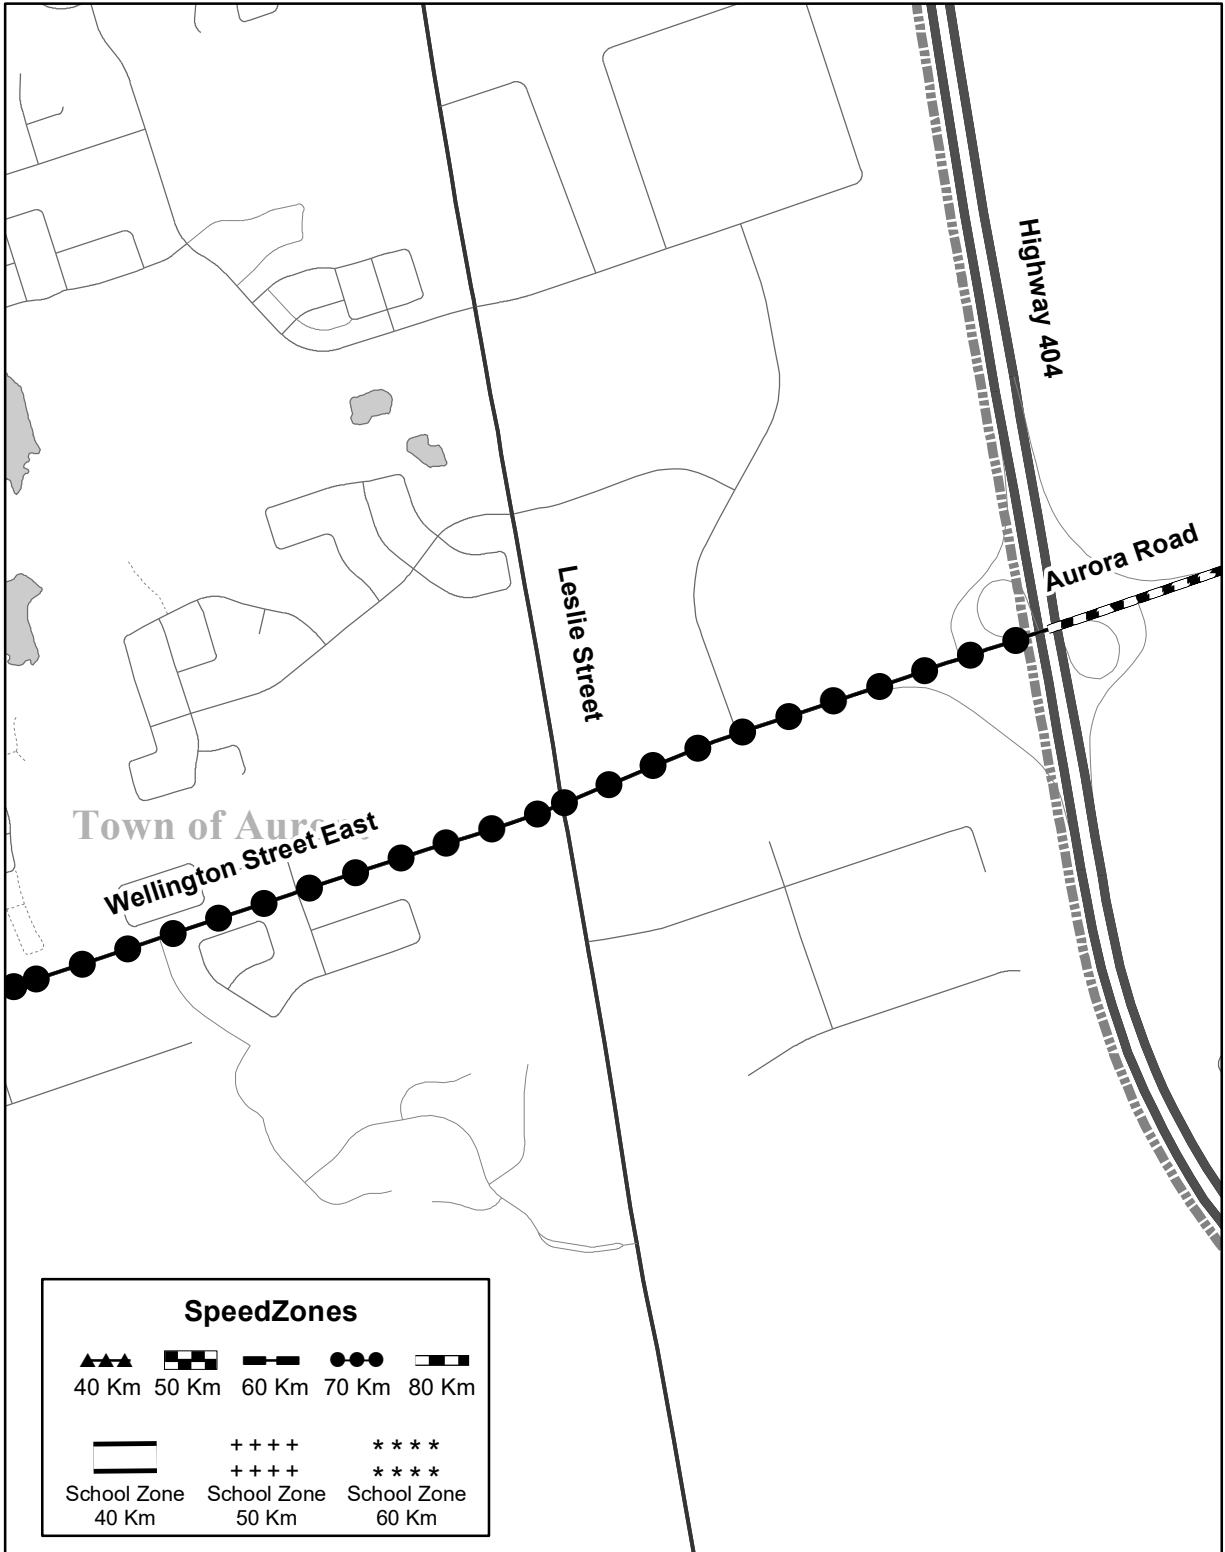 Highway 404
Aurora Road
Leslie Street
Town of Auro
Wellington Street East
SpeedZones
40 Km 50 Km 60 Km 70 Km 80 Km
School Zone School Zone School Zone
40 Km 50 Km 60 Km